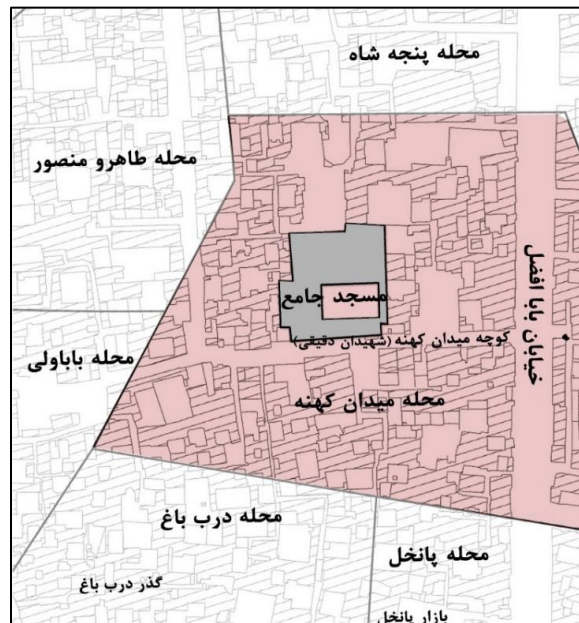 محله پنجه شاه
محله طاهرو منصور
خیابان بابا افضل
مسجد جامع
کوچه میدان کهنه (شهیدان دقیقی)
محله باباولی
محله میدان کهنه
محله درب باغ
محله پانخل
گذر درب باغ
بازار پانخل